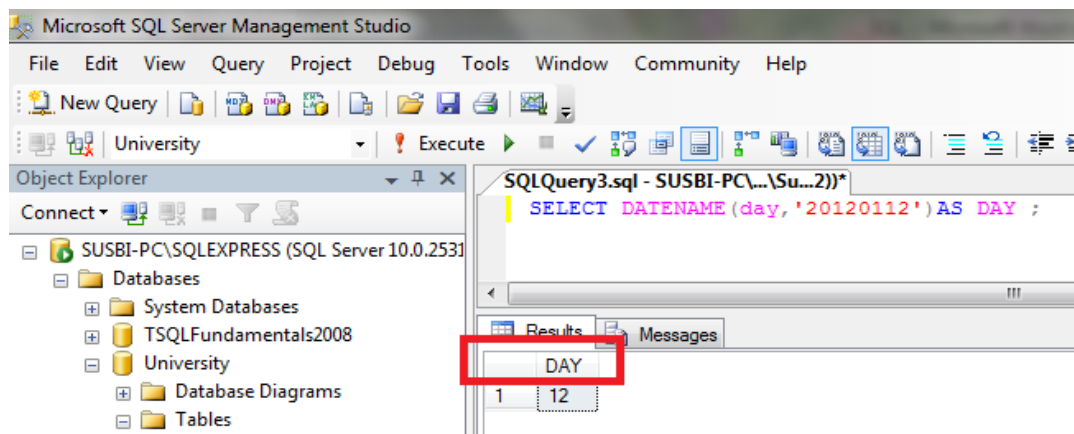 Microsoft SQL Server Management Studio
File Edit View Query Project Debug Tools Window Community Help
New Query
University Execute
Object Explorer
Connect
SUSBI-PC\SQLEXPRESS (SQL Server 10.0.2531
Databases
System Databases
TSQLFundamentals2008
University
Database Diagrams
Tables
SQLQuery3.sql - SUSBI-PC\...\Su...2))*
SELECT DATENAME(day,'20120112')AS DAY ;
Results Messages
DAY
1 12